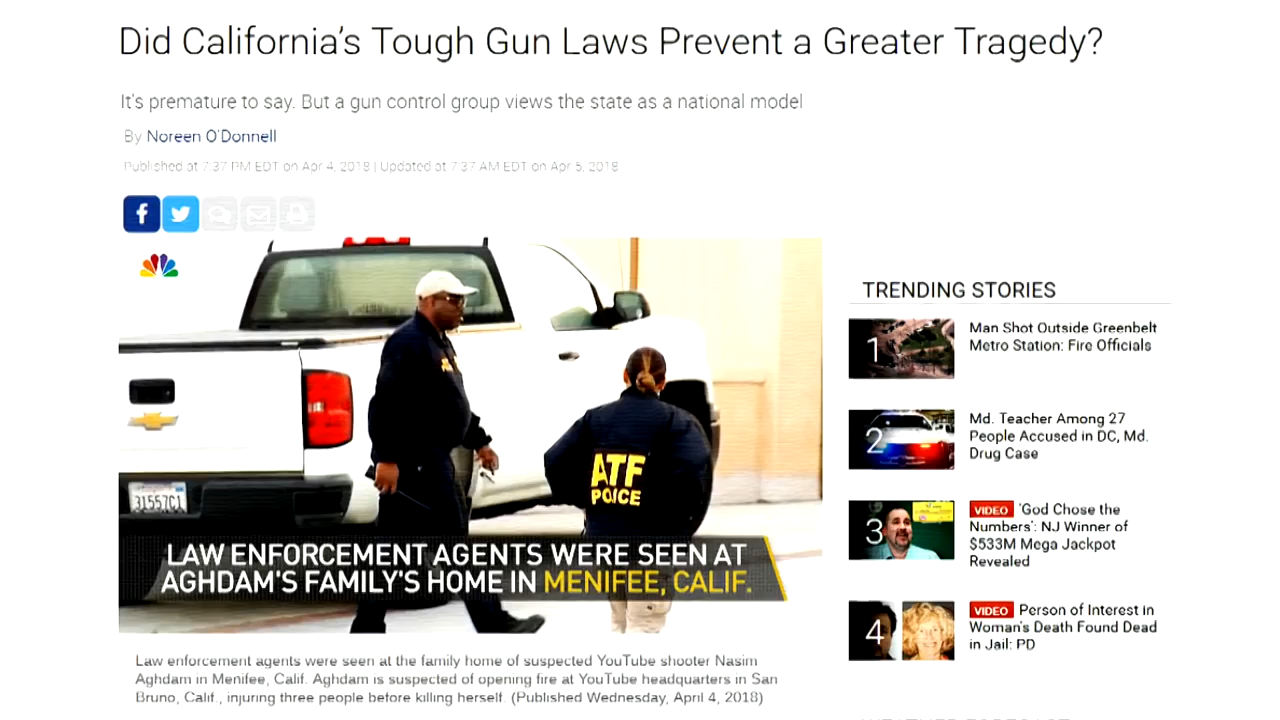 Did California's Tough Gun Laws Prevent a Greater Tragedy?
It's premature to say. But a gun control group views the state as a national model
By Noreen O'Donnell
Published at 7:37 PM EDT on Apr 4, 2018 | Updated at 7:37 AM EDT on Apr 5, 2018
ATF
POLICE
31557C1
LAW ENFORCEMENT AGENTS WERE SEEN AT
AGHDAM'S FAMILY'S HOME IN MENIFEE, CALIF.
Law enforcement agents were seen at the family home of suspected YouTube shooter Nasim
Aghdam in Menifee, Calif. Aghdam is suspected of opening fire at YouTube headquarters in San
Bruno, Calif., injuring three people before killing herself. (Published Wednesday, April 4, 2018)
TRENDING STORIES
1
Man Shot Outside Greenbelt
Metro Station: Fire Officials
2
Md. Teacher Among 27
People Accused in DC, Md.
Drug Case
3
VIDEO 'God Chose the
Numbers': NJ Winner of
$533M Mega Jackpot
Revealed
4
VIDEO Person of Interest in
Woman's Death Found Dead
in Jail: PD